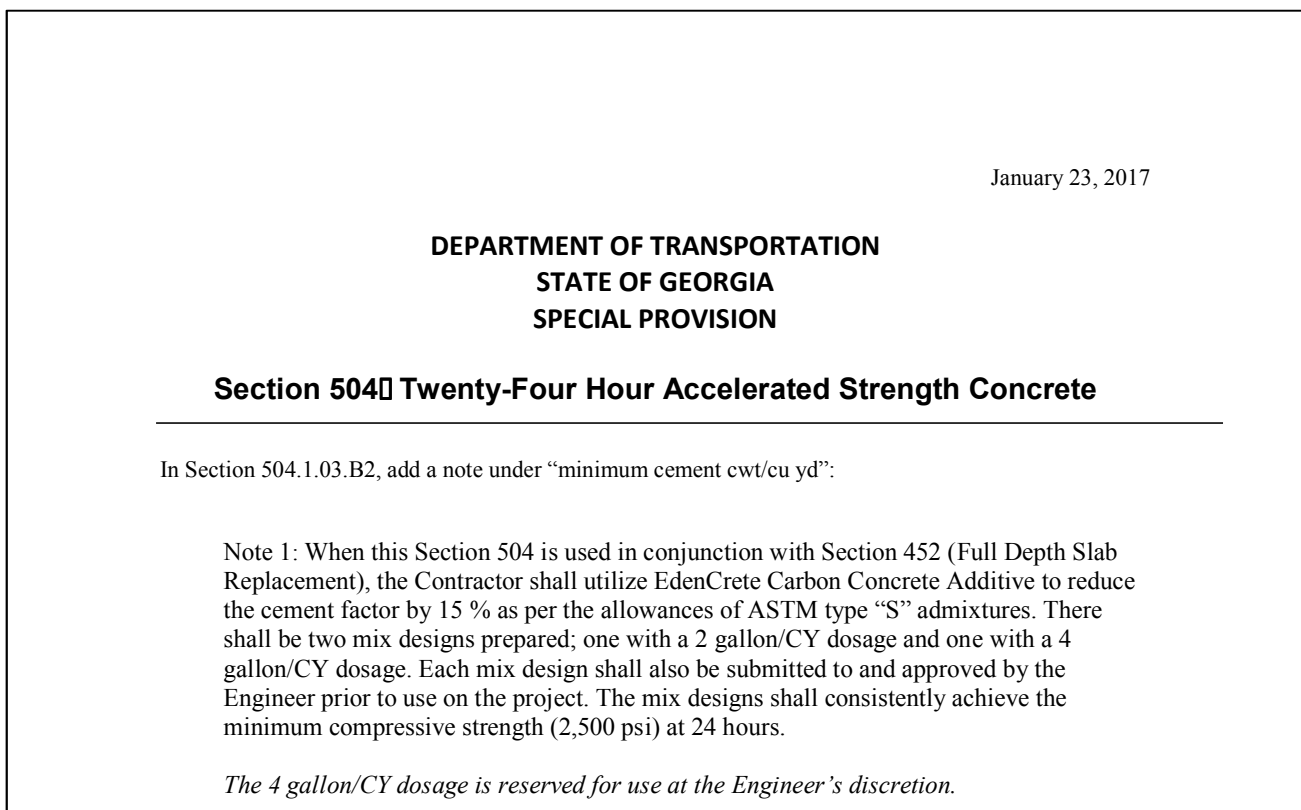 January 23, 2017
DEPARTMENT OF TRANSPORTATION
STATE OF GEORGIA
SPECIAL PROVISION
Section 504▯ Twenty-Four Hour Accelerated Strength Concrete
In Section 504.1.03.B2, add a note under “minimum cement cwt/cu yd”:
Note 1: When this Section 504 is used in conjunction with Section 452 (Full Depth Slab
Replacement), the Contractor shall utilize EdenCrete Carbon Concrete Additive to reduce
the cement factor by 15 % as per the allowances of ASTM type “S” admixtures. There
shall be two mix designs prepared; one with a 2 gallon/CY dosage and one with a 4
gallon/CY dosage. Each mix design shall also be submitted to and approved by the
Engineer prior to use on the project. The mix designs shall consistently achieve the
minimum compressive strength (2,500 psi) at 24 hours.
The 4 gallon/CY dosage is reserved for use at the Engineer’s discretion.